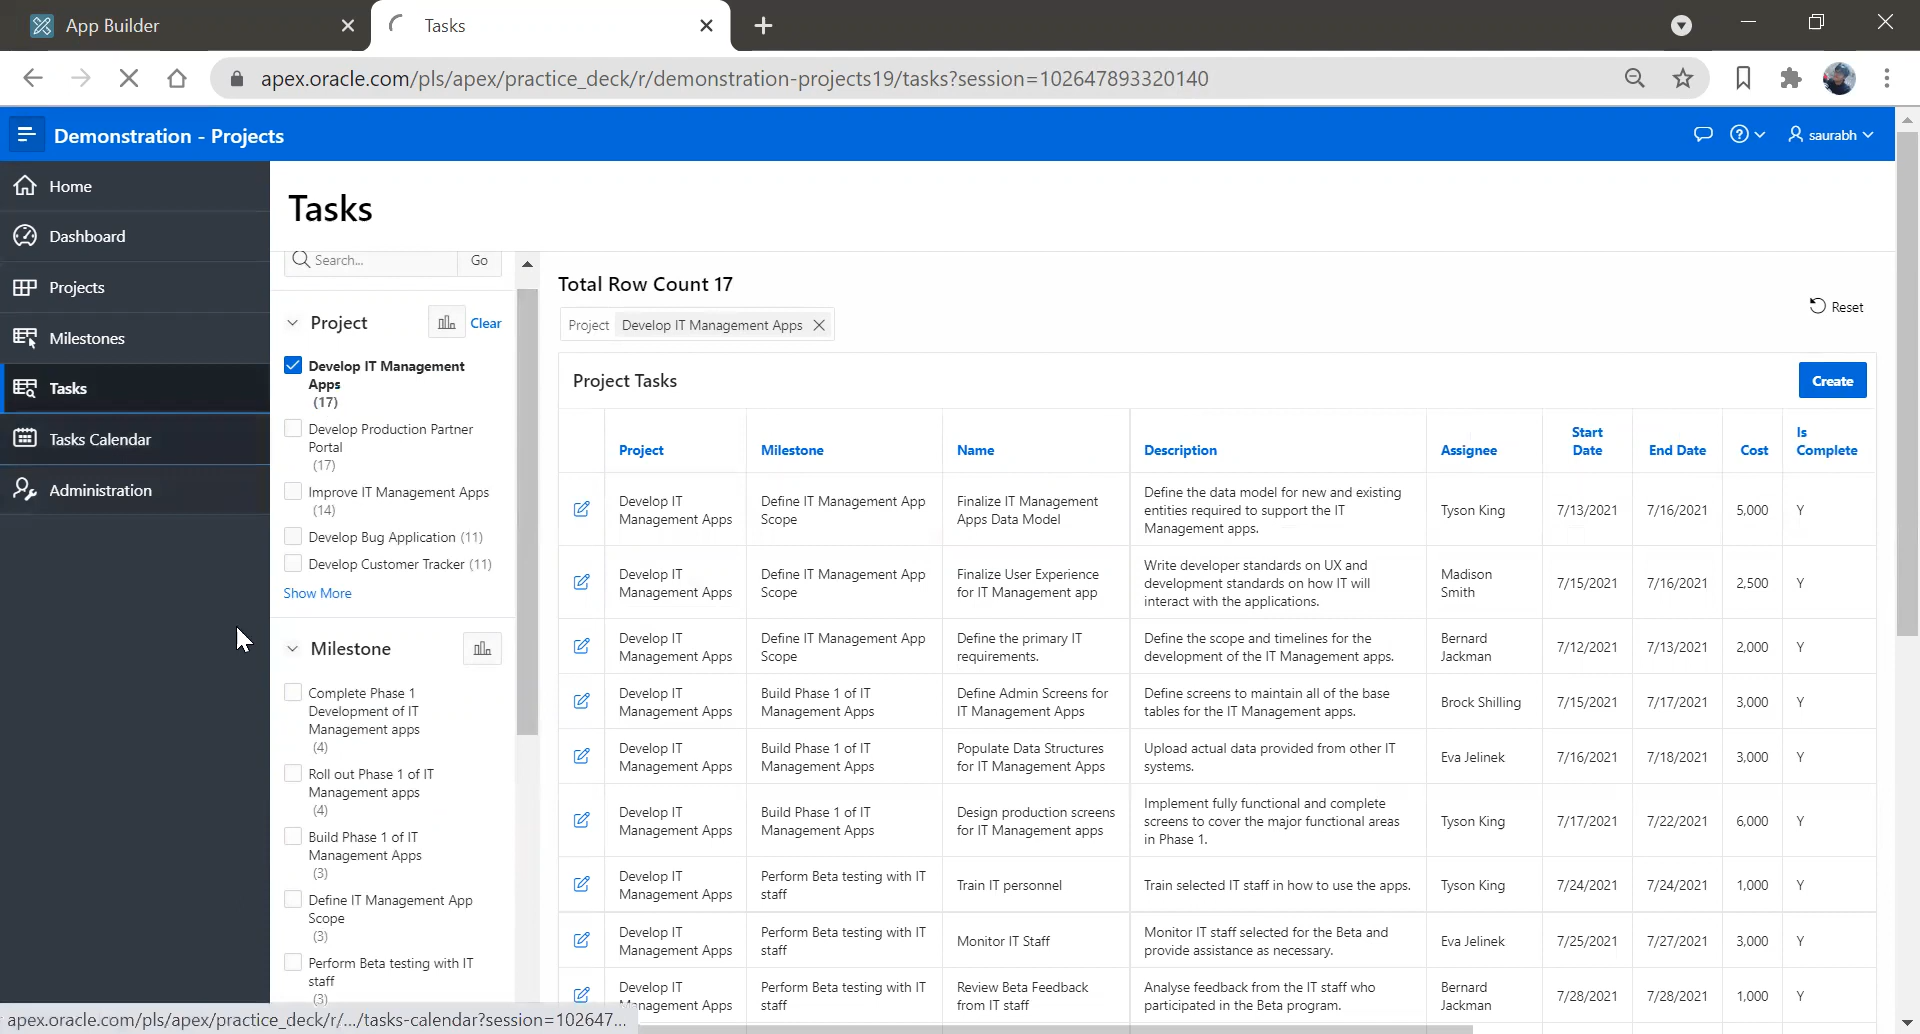 App Builder
Tasks
apex.oracle.com/pls/apex/practice_deck/r/demonstration-projects19/tasks?session=102647893320140
Demonstration - Projects
saurabh
Home
Dashboard
Projects
Milestones
Tasks
Tasks Calendar
Administration
Tasks
Search...
Go
Project
Clear
Develop IT Management
Apps
(17)
Develop Production Partner
Portal
(17)
Improve IT Management Apps
(14)
Develop Bug Application (11)
Develop Customer Tracker (11)
Show More
Milestone
Complete Phase 1
Development of IT
Management apps
(4)
Roll out Phase 1 of IT
Management apps
(4)
Build Phase 1 of IT
Management Apps
(3)
Define IT Management App
Scope
(3)
Perform Beta testing with IT
staff
(3)
Total Row Count 17
Project Develop IT Management Apps
Reset
Project Tasks
Create
Project Milestone Name Description Assignee Start Date End Date Cost Is Complete
Develop IT Management Apps Define IT Management App Scope Finalize IT Management Apps Data Model Define the data model for new and existing entities required to support the IT Management apps. Tyson King 7/13/2021 7/16/2021 5,000 Y
Develop IT Management Apps Define IT Management App Scope Finalize User Experience for IT Management app Write developer standards on UX and development standards on how IT will interact with the applications. Madison Smith 7/15/2021 7/16/2021 2,500 Y
Develop IT Management Apps Define IT Management App Scope Define the primary IT requirements. Define the scope and timelines for the development of the IT Management apps. Bernard Jackman 7/12/2021 7/13/2021 2,000 Y
Develop IT Management Apps Build Phase 1 of IT Management Apps Define Admin Screens for IT Management Apps Define screens to maintain all of the base tables for the IT Management apps. Brock Shilling 7/15/2021 7/17/2021 3,000 Y
Develop IT Management Apps Build Phase 1 of IT Management Apps Populate Data Structures for IT Management Apps Upload actual data provided from other IT systems. Eva Jelinek 7/16/2021 7/18/2021 3,000 Y
Develop IT Management Apps Build Phase 1 of IT Management Apps Design production screens for IT Management apps Implement fully functional and complete screens to cover the major functional areas in Phase 1. Tyson King 7/17/2021 7/22/2021 6,000 Y
Develop IT Management Apps Perform Beta testing with IT staff Train IT personnel Train selected IT staff in how to use the apps. Tyson King 7/24/2021 7/24/2021 1,000 Y
Develop IT Management Apps Perform Beta testing with IT staff Monitor IT Staff Monitor IT staff selected for the Beta and provide assistance as necessary. Eva Jelinek 7/25/2021 7/27/2021 3,000 Y
Develop IT Management Apps Perform Beta testing with IT staff Review Beta Feedback from IT staff Analyse feedback from the IT staff who participated in the Beta program. Bernard Jackman 7/28/2021 7/28/2021 1,000 Y
apex.oracle.com/pls/apex/practice_deck/r/.../tasks-calendar?session=102647...